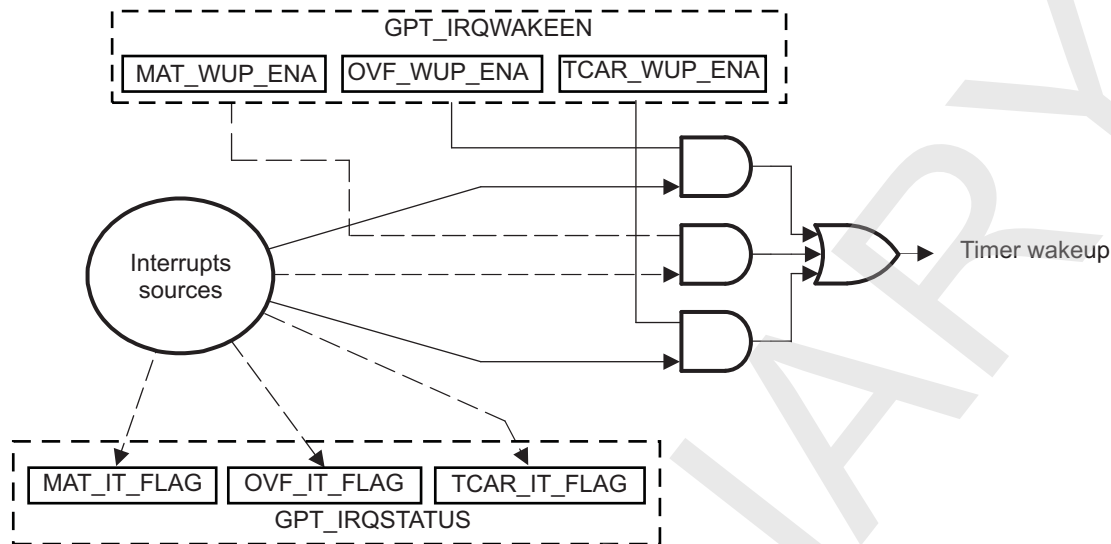 GPT_IRQWAKEEN
MAT_WUP_ENA
OVF_WUP_ENA
TCAR_WUP_ENA
Interrupts
sources
Timer wakeup
MAT_IT_FLAG
OVF_IT_FLAG
TCAR_IT_FLAG
GPT_IRQSTATUS